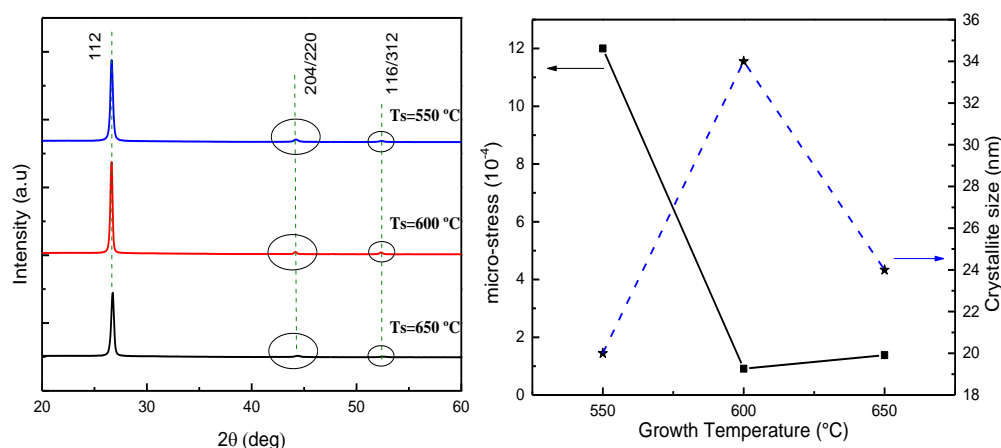 112
204/220
116/312
Ts=550 ºC
Ts=600 ºC
Ts=650 ºC
Intensity (a.u)
20 30 40 50 60
2θ (deg)
12
10
8
6
4
2
0
micro-stress (10⁻⁴)
36
34
32
30
28
26
24
22
20
18
Crystallite size (nm)
550 600 650
Growth Temperature (°C)